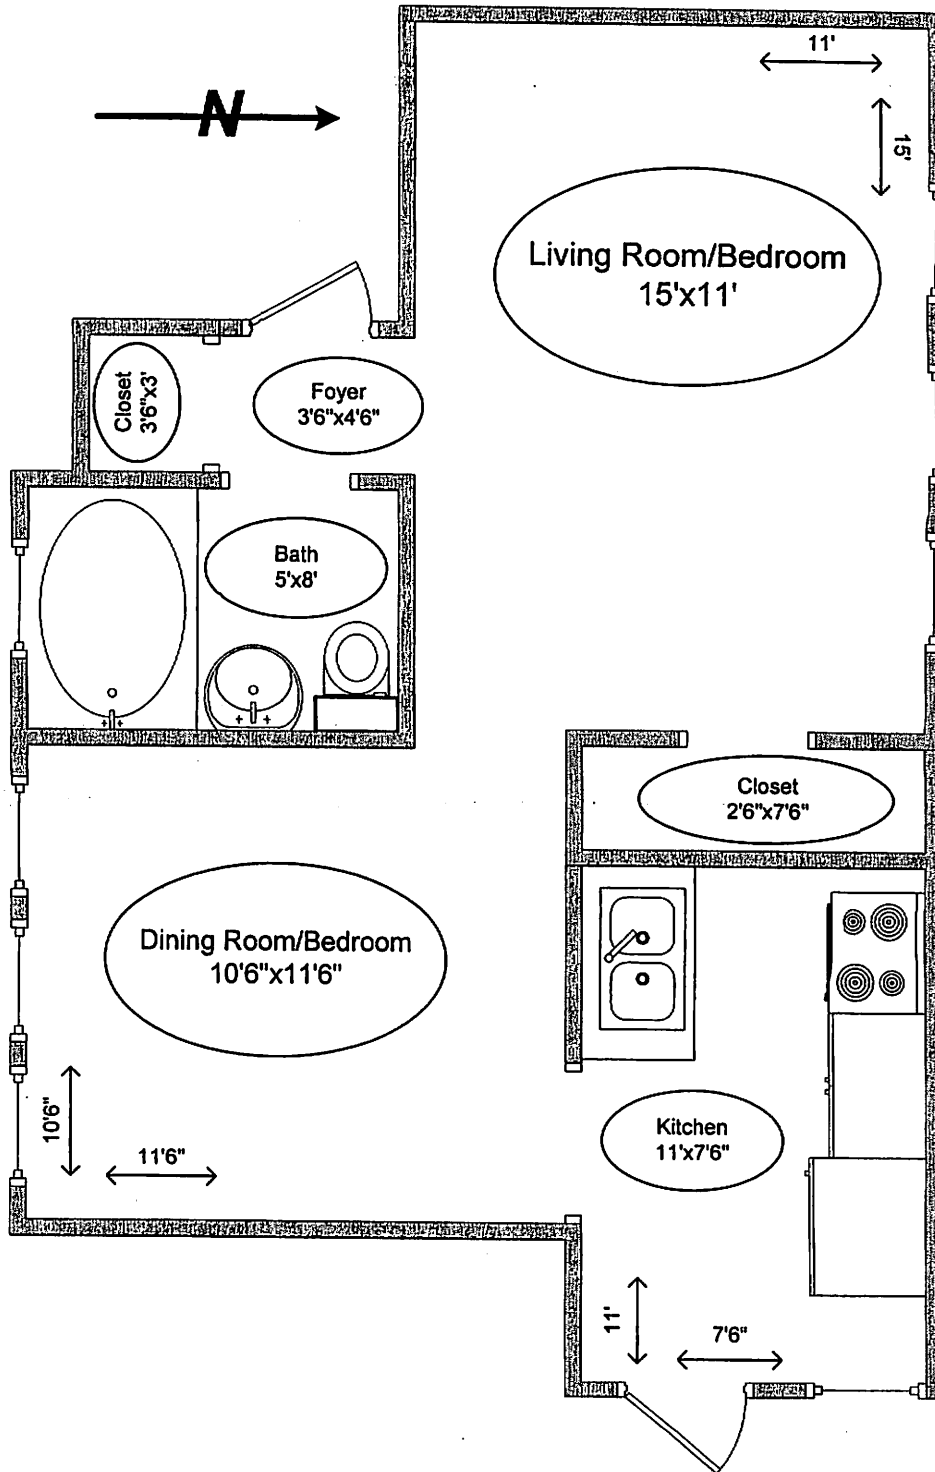 11'
15'
N
Living Room/Bedroom
15'x11'
Closet
3'6"x3'
Foyer
3'6"x4'6"
Bath
5'x8'
Closet
2'6"x7'6"
Dining Room/Bedroom
10'6"x11'6"
10'6"
11'6"
Kitchen
11'x7'6"
11'
7'6"